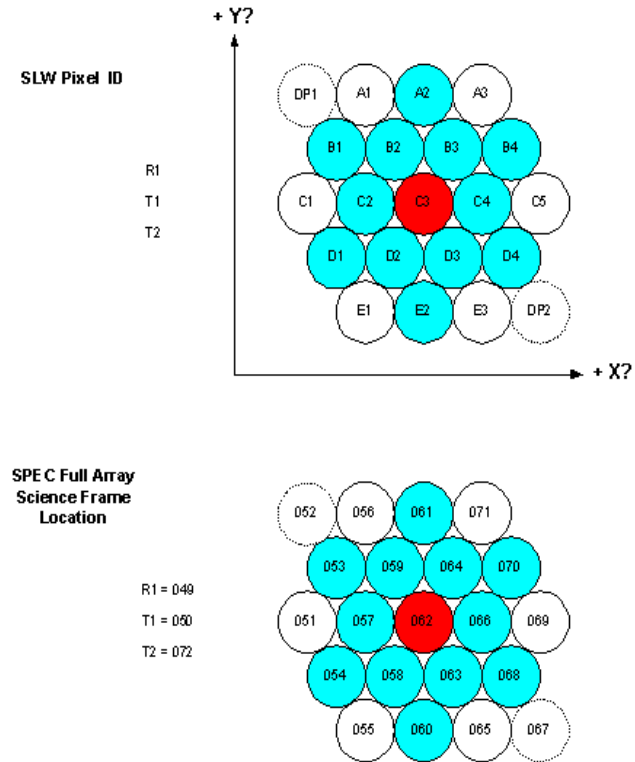 + Y?
SLW Pixel ID
DP1 A1 A2 A3
B1 B2 B3 B4
R1
T1
C1 C2 C3 C4 C5
T2
D1 D2 D3 D4
E1 E2 E3 DP2
+ X?
SPEC Full Array
Science Frame
Location
052 056 061 071
053 059 064 070
R1 = 049
T1 = 050
051 057 062 066 069
T2 = 072
054 058 063 068
055 060 065 067